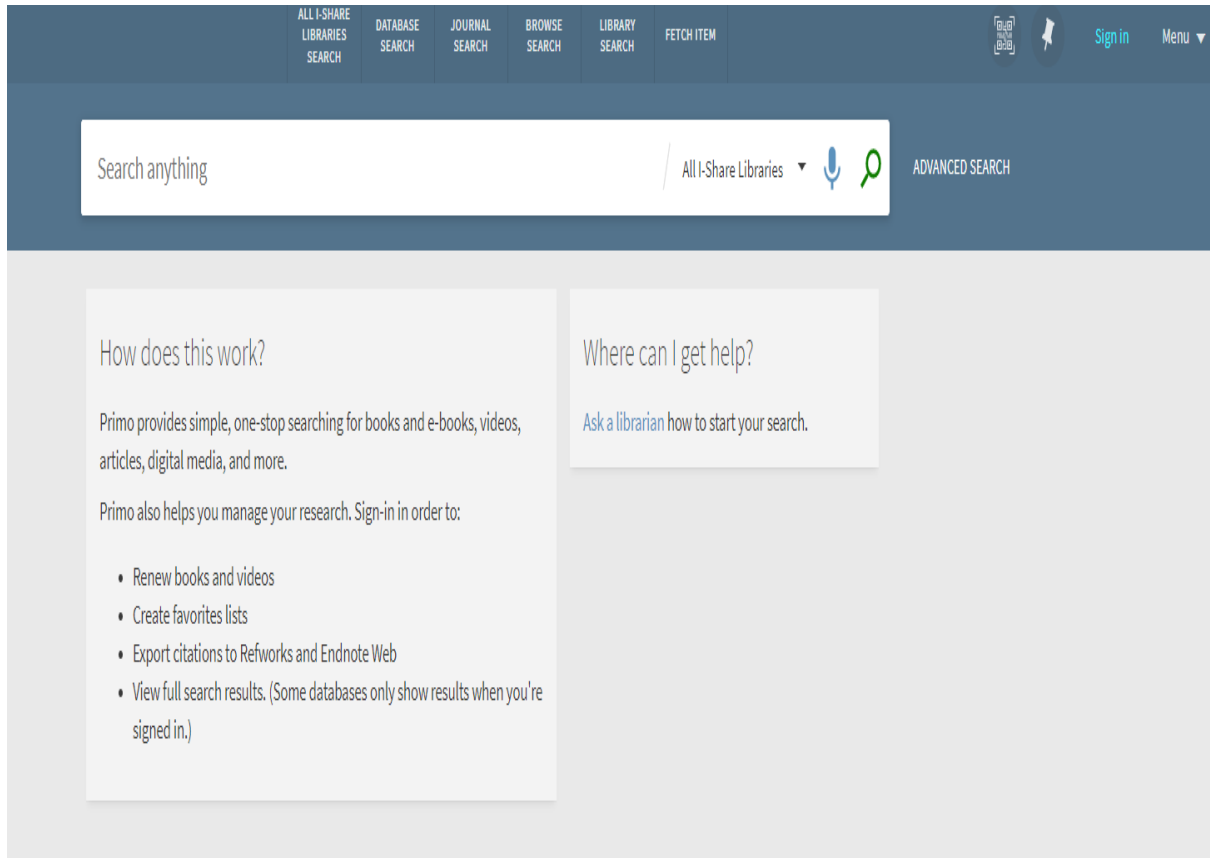 ALL I-SHARE
LIBRARIES
SEARCH
DATABASE
SEARCH
JOURNAL
SEARCH
BROWSE
SEARCH
LIBRARY
SEARCH
FETCH ITEM
Sign in
Menu
Search anything
All I-Share Libraries
ADVANCED SEARCH
How does this work?
Primo provides simple, one-stop searching for books and e-books, videos,
articles, digital media, and more.
Primo also helps you manage your research. Sign-in in order to:
• Renew books and videos
• Create favorites lists
• Export citations to Refworks and Endnote Web
• View full search results. (Some databases only show results when you're
signed in.)
Where can I get help?
Ask a librarian how to start your search.